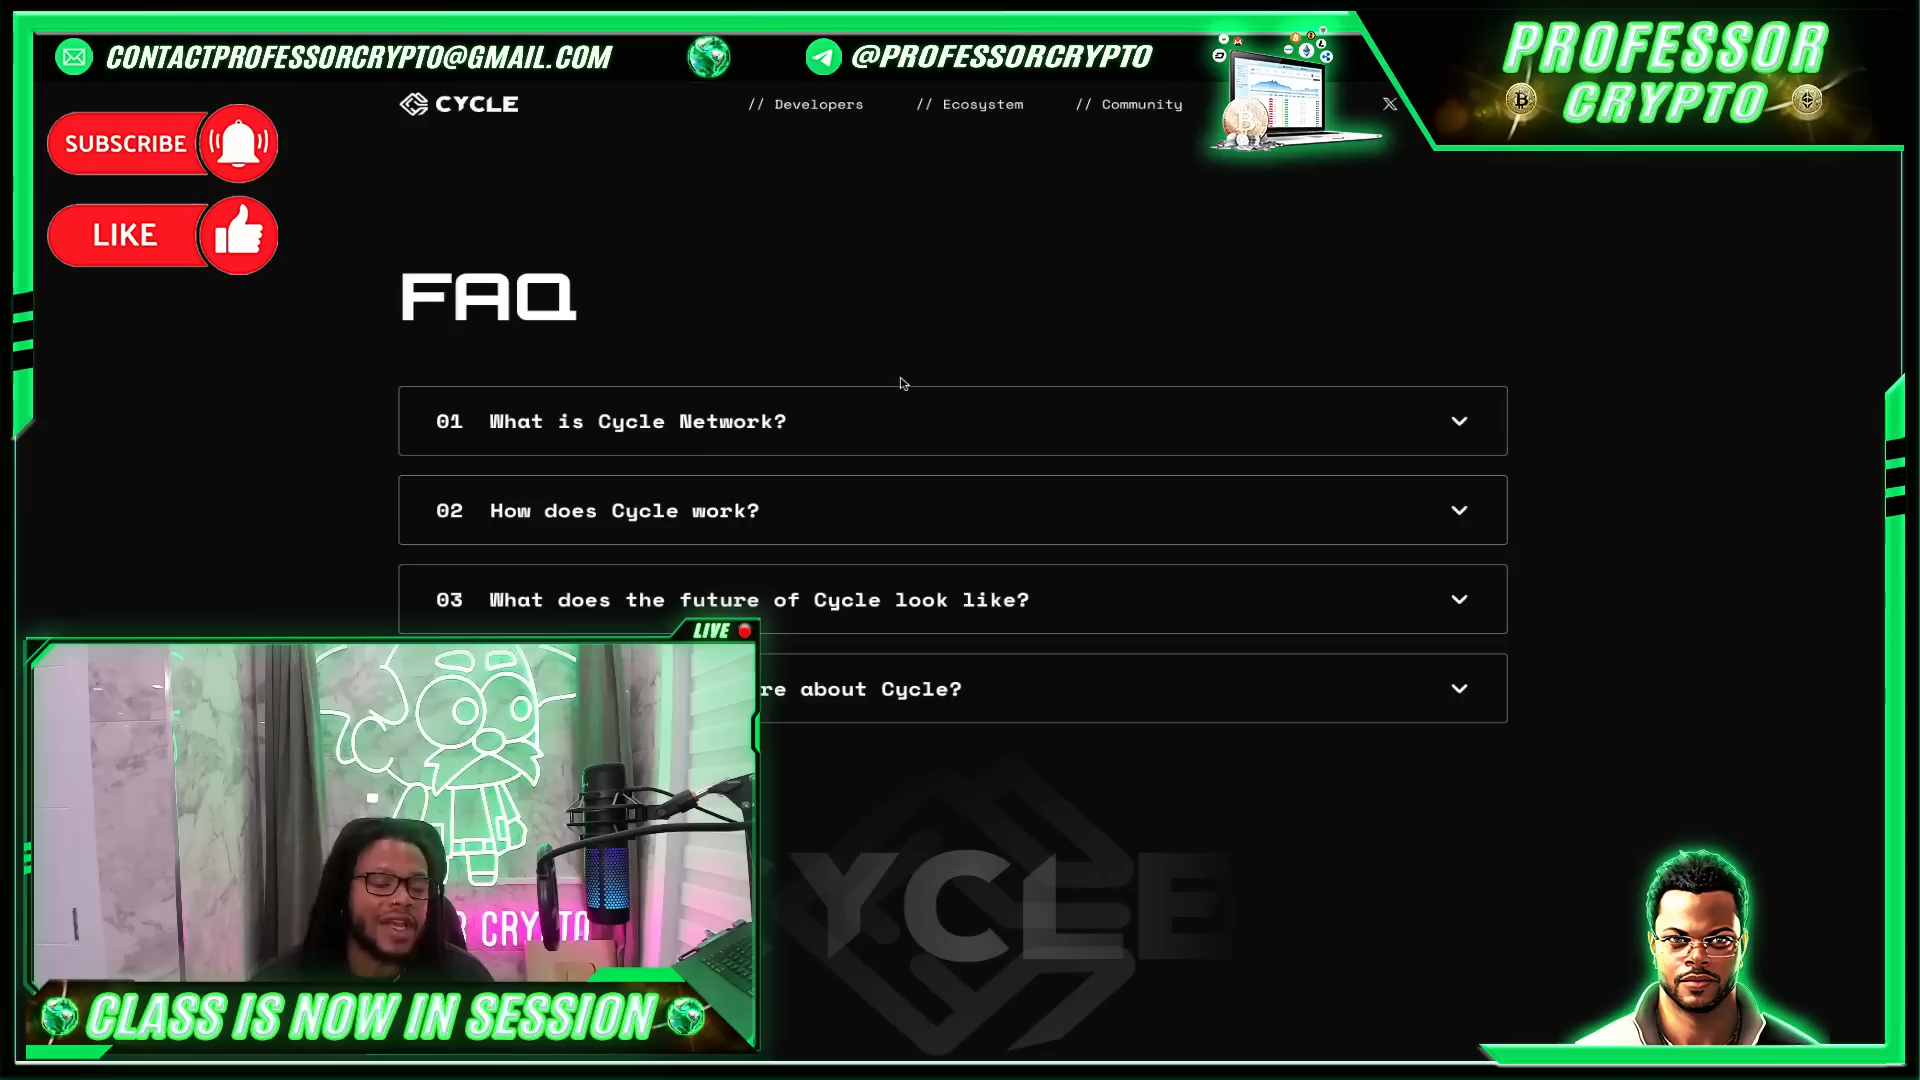 CONTACTPROFESSORCRYPTO@GMAIL.COM
@PROFESSORCRYPTO
PROFESSOR
CRYPTO
CYCLE
// Developers
// Ecosystem
// Community
SUBSCRIBE
LIKE
FAQ
01 What is Cycle Network?
02 How does Cycle work?
03 What does the future of Cycle look like?
LIVE
re about Cycle?
CRYPTO
YCLE
CLASS IS NOW IN SESSION